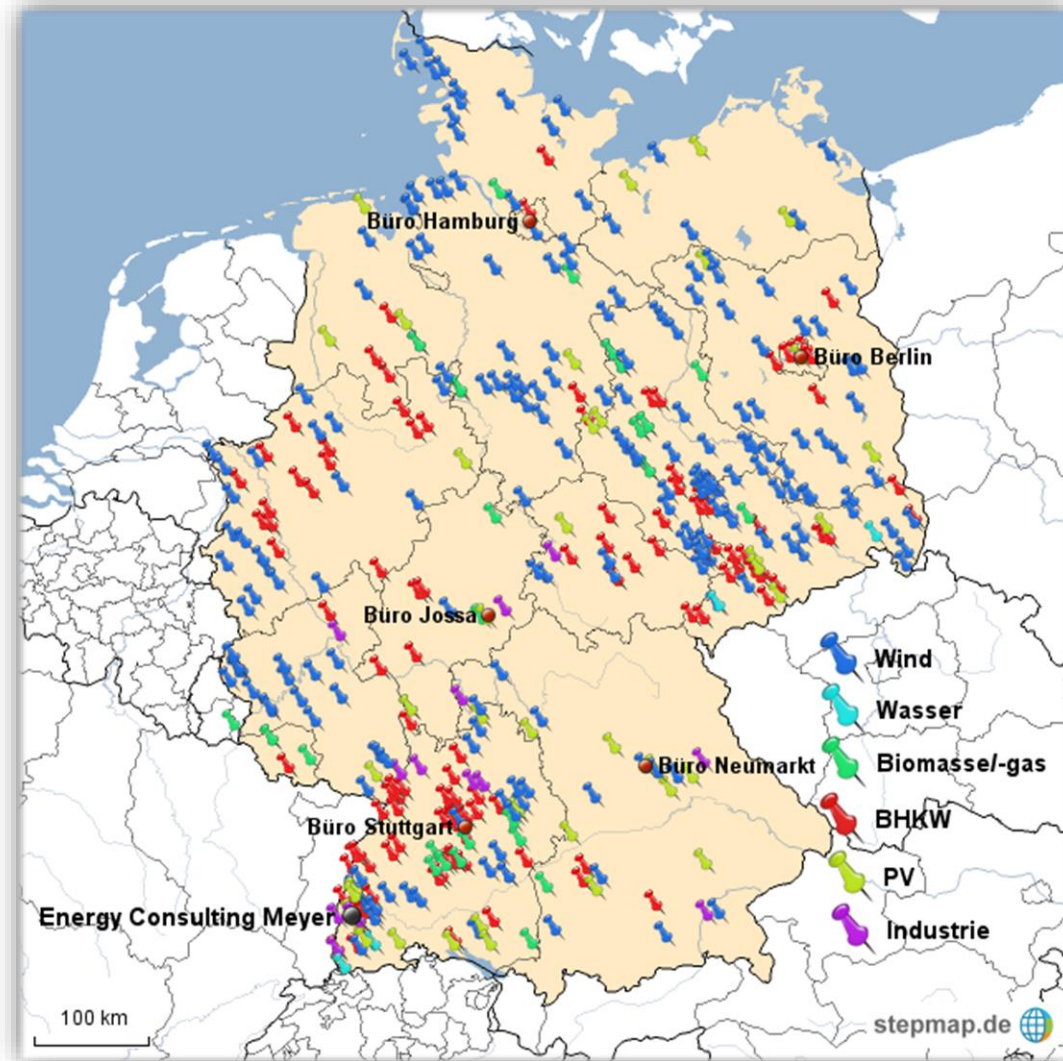 Büro Hamburg
Büro Berlin
Büro Jossa
Wind
Wasser
Büro Neumarkt
Biomasse/-gas
BHKW
Büro Stuttgart
PV
Energy Consulting Meyer
Industrie
100 km
stepmap.de